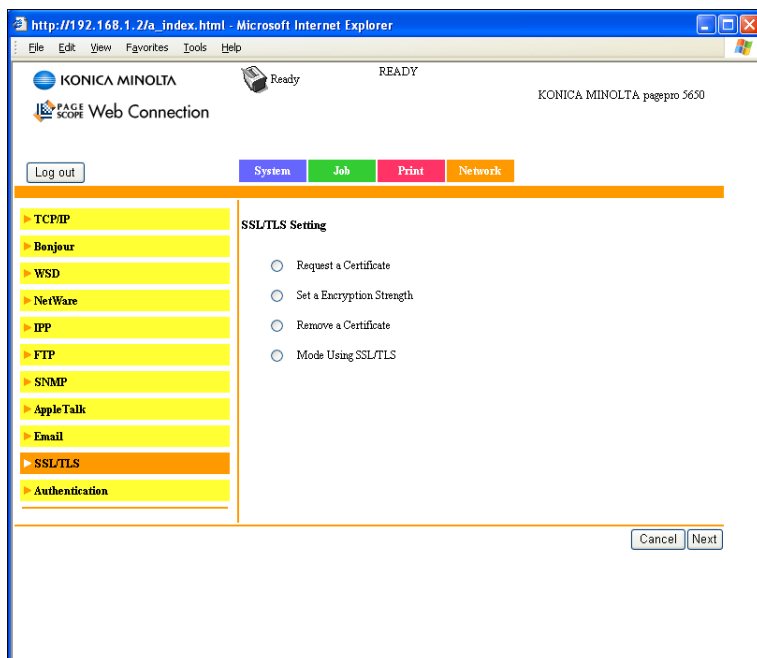 http://192.168.1.2/a_index.html - Microsoft Internet Explorer
File Edit View Favorites Tools Help
KONICA MINOLTA
Ready
READY
KONICA MINOLTA pagepro 5650
PAGE SCOPE Web Connection
Log out
System Job Print Network
TCP/IP
Bonjour
WSD
NetWare
IPP
FTP
SNMP
AppleTalk
Email
SSL/TLS
Authentication
SSL/TLS Setting
Request a Certificate
Set a Encryption Strength
Remove a Certificate
Mode Using SSL/TLS
Cancel Next